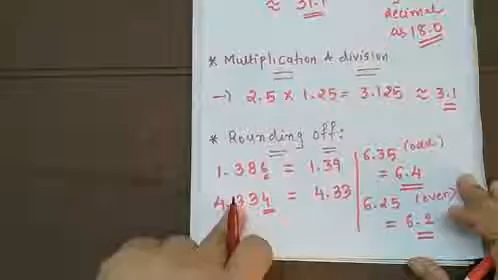 ≈ 31.1
decimal
as 18.0
* Multiplication & division
→ 2.5 × 1.25 = 3.125 ≈ 3.1
* Rounding off:
1.386 = 1.39
4.334 = 4.33
6.35 (odd)
= 6.4
6.25 (even)
= 6.2